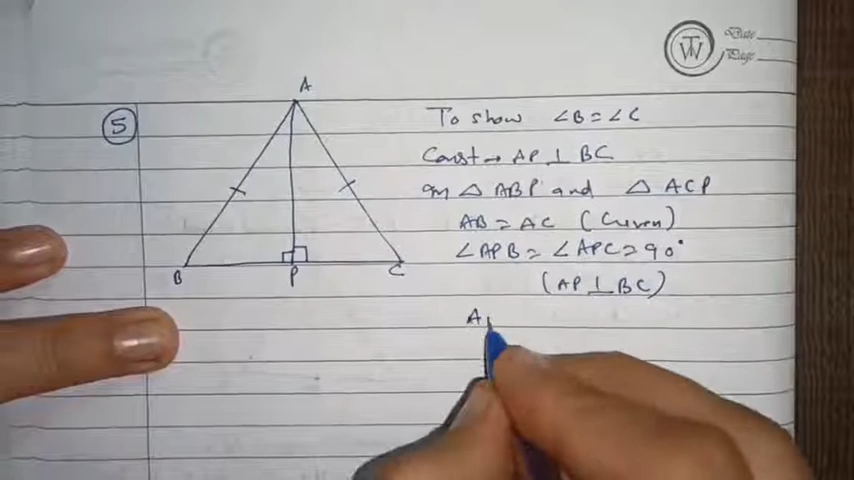 TW
Date
Page
5
A
B
P
C
To show ∠B = ∠C
Const → AP ⊥ BC
In △ ABP and △ ACP
AB = AC (Given)
∠APB = ∠APC = 90°
(AP ⊥ BC)
A